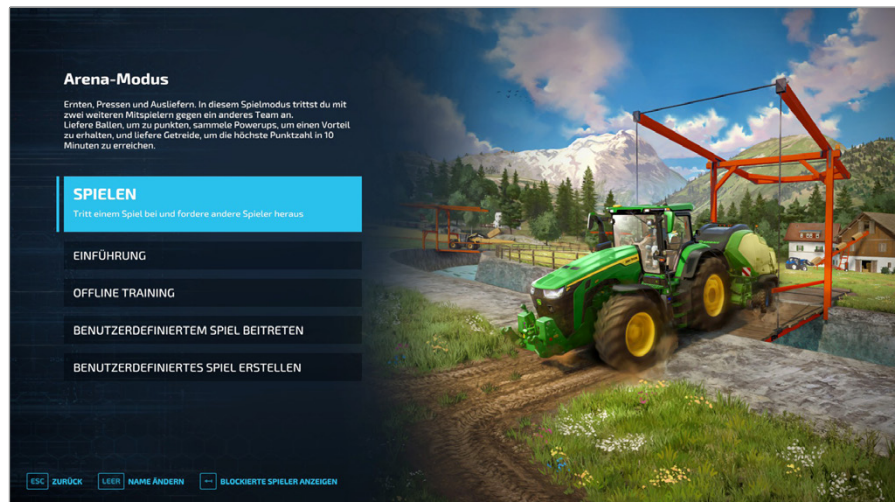 Arena-Modus
Ernten, Pressen und Ausliefern. In diesem Spielmodus trittst du mit
zwei weiteren Mitspielern gegen ein anderes Team an.
Liefere Ballen, um zu punkten, sammele Powerups, um einen Vorteil
zu erhalten, und liefere Getreide, um die höchste Punktzahl in 10
Minuten zu erreichen.
SPIELEN
Tritt einem Spiel bei und fordere andere Spieler heraus
EINFÜHRUNG
OFFLINE TRAINING
BENUTZERDEFINIERTEM SPIEL BEITRETEN
BENUTZERDEFINIERTES SPIEL ERSTELLEN
ESC ZURÜCK LEER NAME ÄNDERN BLOCKIERTE SPIELER ANZEIGEN